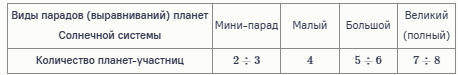 Виды парадов (выравниваний) планет Солнечной системы
Мини-парад
Малый
Большой
Великий (полный)
Количество планет-участниц
2 ÷ 3
4
5 ÷ 6
7 ÷ 8